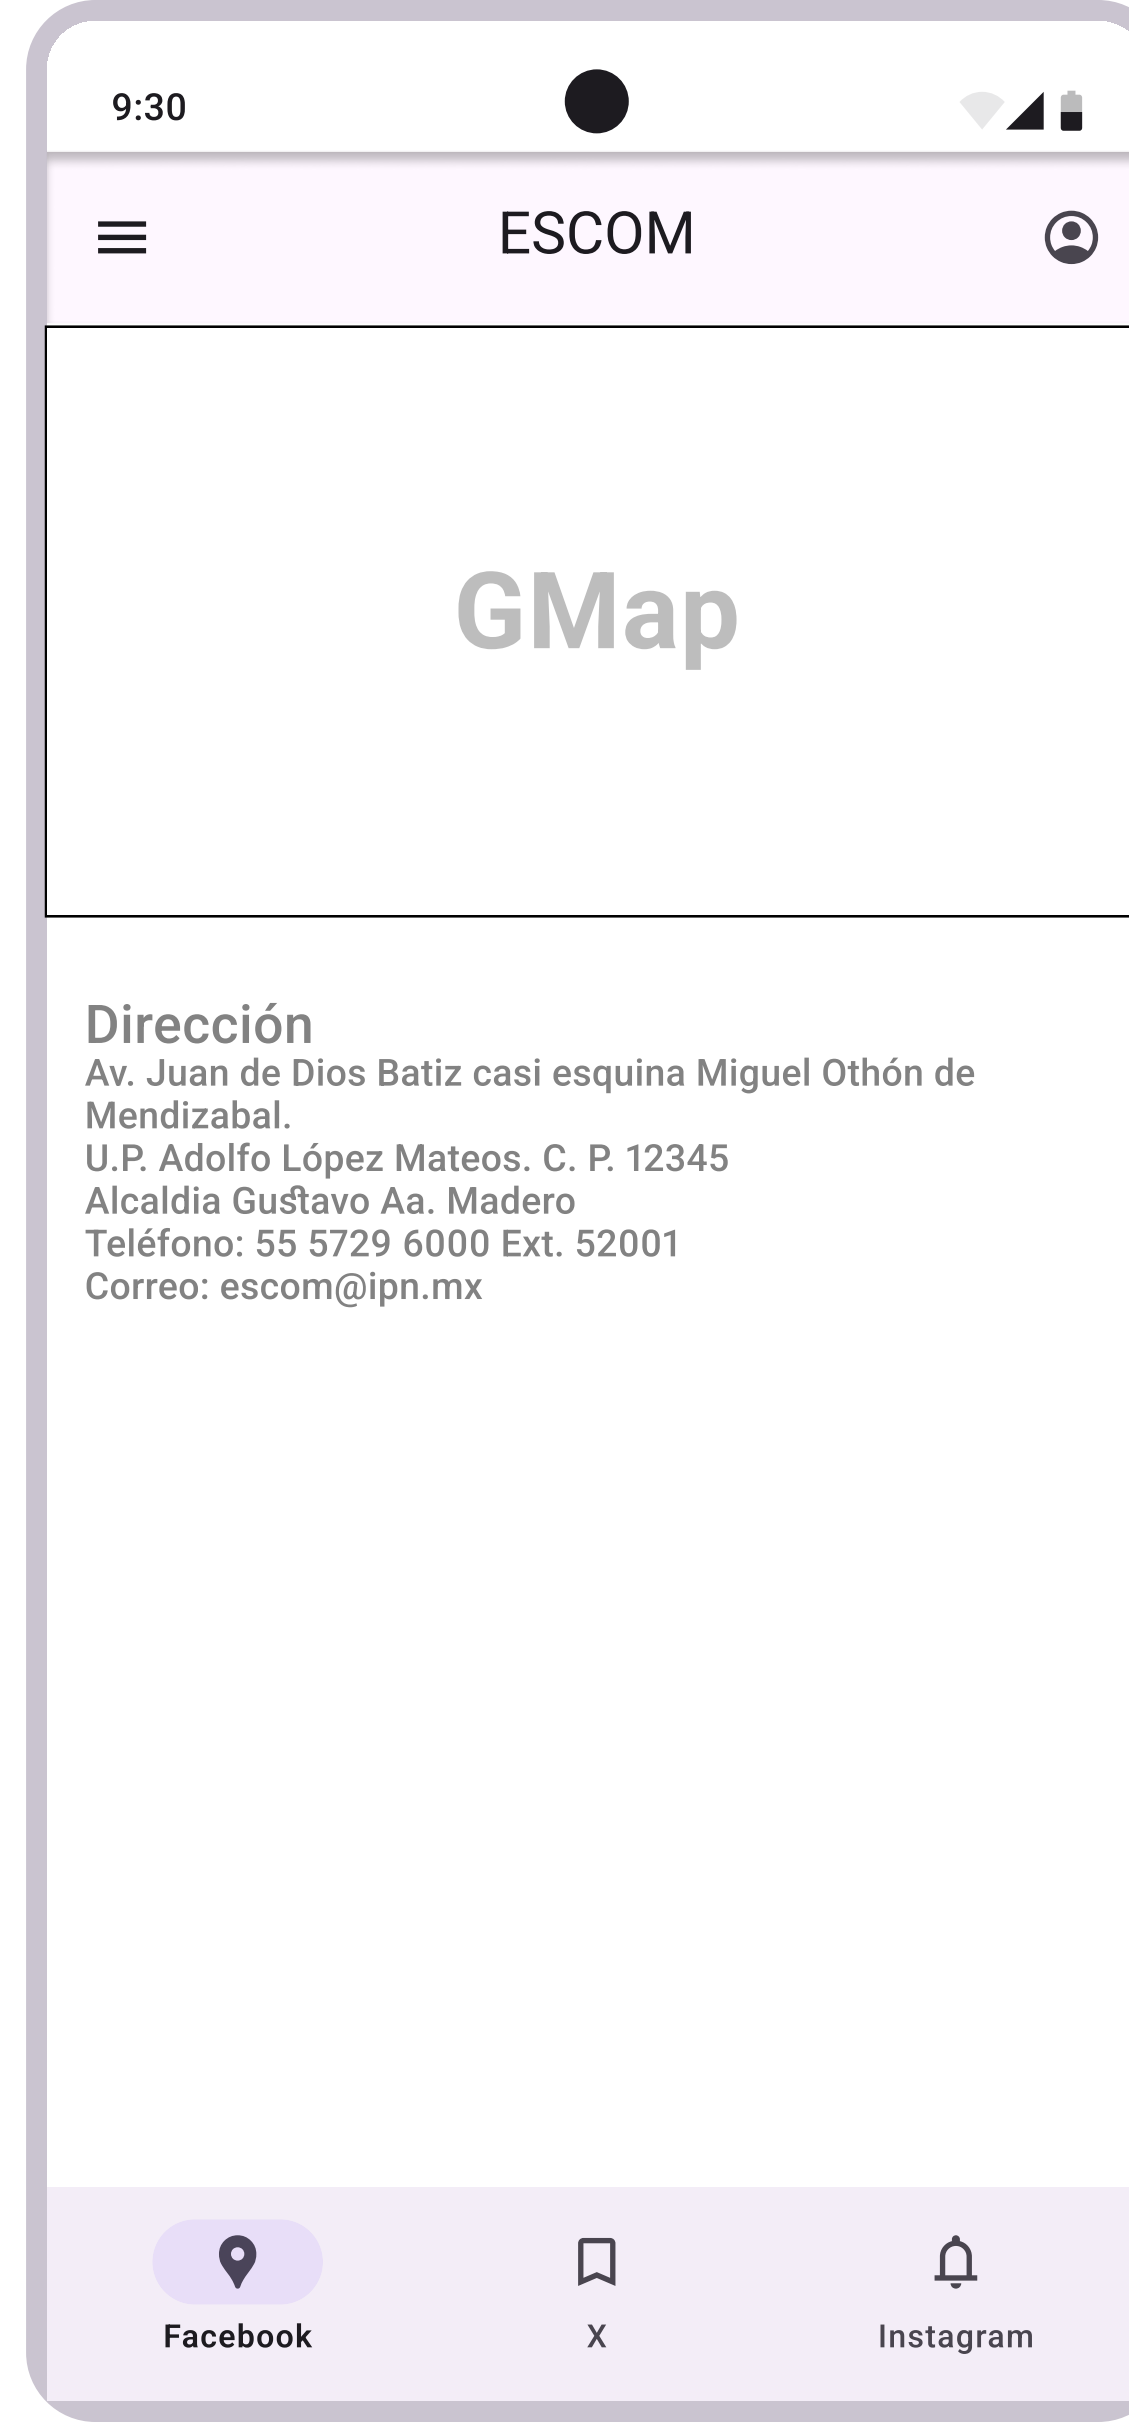 9:30
ESCOM
GMap
Dirección
Av. Juan de Dios Batiz casi esquina Miguel Othón de
Mendizabal.
U.P. Adolfo López Mateos. C. P. 12345
Alcaldia Gustavo Aa. Madero
Teléfono: 55 5729 6000 Ext. 52001
Correo: escom@ipn.mx
Facebook
X
Instagram